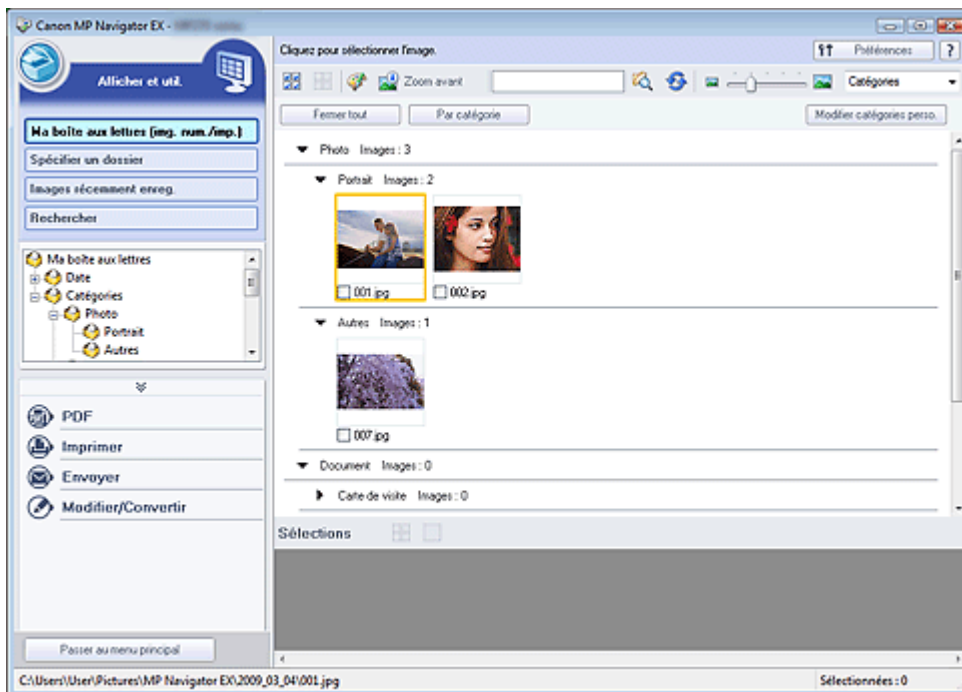 Canon MP Navigator EX -
Afficher et util.
Cliquez pour sélectionner l'image.
Préférences
?
Zoom avant
Catégories
Fermer tout
Par catégorie
Modifier catégories perso.
Ma boîte aux lettres (img. num./imp.)
Spécifier un dossier
Images récemment enreg.
Rechercher
Ma boîte aux lettres
Date
Catégories
Photo
Portrait
Autres
PDF
Imprimer
Envoyer
Modifier/Convertir
Passer au menu principal
Photo Images : 3
Portrait Images : 2
001.jpg
002.jpg
Autres Images : 1
007.jpg
Document Images : 0
Carte de visite Images : 0
Sélections
C:\Users\User\Pictures\MP Navigator EX\2009_03_04\001.jpg
Sélectionnées : 0